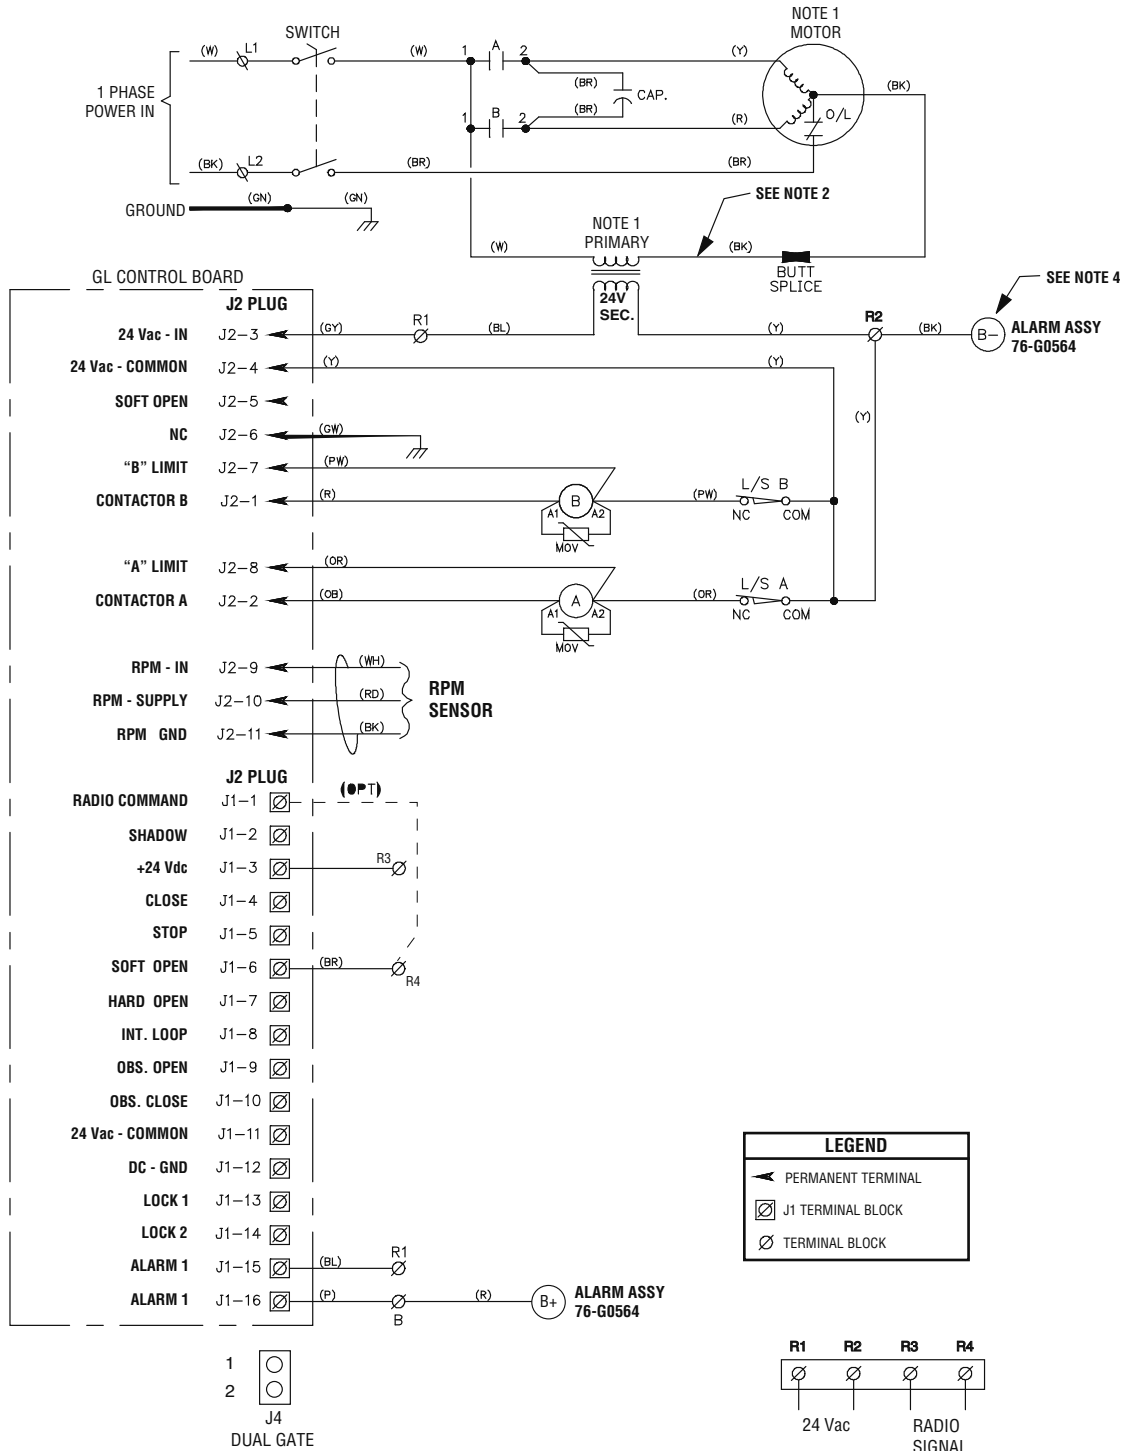 NOTE 1
MOTOR
SWITCH
(W)
L1
(W)
1
A
2
(Y)
(BR)
CAP.
(BR)
(BK)
1 PHASE
POWER IN
1
B
2
(R)
O/L
(BK)
L2
(BR)
(BR)
GROUND
(GN)
(GN)
SEE NOTE 2
NOTE 1
PRIMARY
(W)
(BK)
BUTT
SPLICE
GL CONTROL BOARD
SEE NOTE 4
24V
SEC.
J2 PLUG
24 Vac - IN J2-3 (GY) R1 (BL) (Y) R2 (BK) B- ALARM ASSY
76-G0564
24 Vac - COMMON J2-4 (Y) (Y)
SOFT OPEN J2-5
(Y)
NC J2-6 (GW)
"B" LIMIT J2-7 (PW)
CONTACTOR B J2-1 (R) B (PW) L/S B
A1 A2 NC COM
MOV
"A" LIMIT J2-8 (OR)
CONTACTOR A J2-2 (OB) A (OR) L/S A
A1 A2 NC COM
MOV
RPM - IN J2-9 (WH)
RPM - SUPPLY J2-10 (RD)
RPM GND J2-11 (BK)
RPM
SENSOR
J2 PLUG
(OPT)
RADIO COMMAND J1-1
SHADOW J1-2
+24 Vdc J1-3 R3
CLOSE J1-4
STOP J1-5
SOFT OPEN J1-6 (BR) R4
HARD OPEN J1-7
INT. LOOP J1-8
OBS. OPEN J1-9
OBS. CLOSE J1-10
24 Vac - COMMON J1-11
DC - GND J1-12
LOCK 1 J1-13
LOCK 2 J1-14
ALARM 1 J1-15 (BL) R1
ALARM 1 J1-16 (P) B (R) B+ ALARM ASSY
76-G0564
LEGEND
PERMANENT TERMINAL
J1 TERMINAL BLOCK
TERMINAL BLOCK
1
2
J4
DUAL GATE
R1 R2 R3 R4
24 Vac
RADIO
SIGNAL